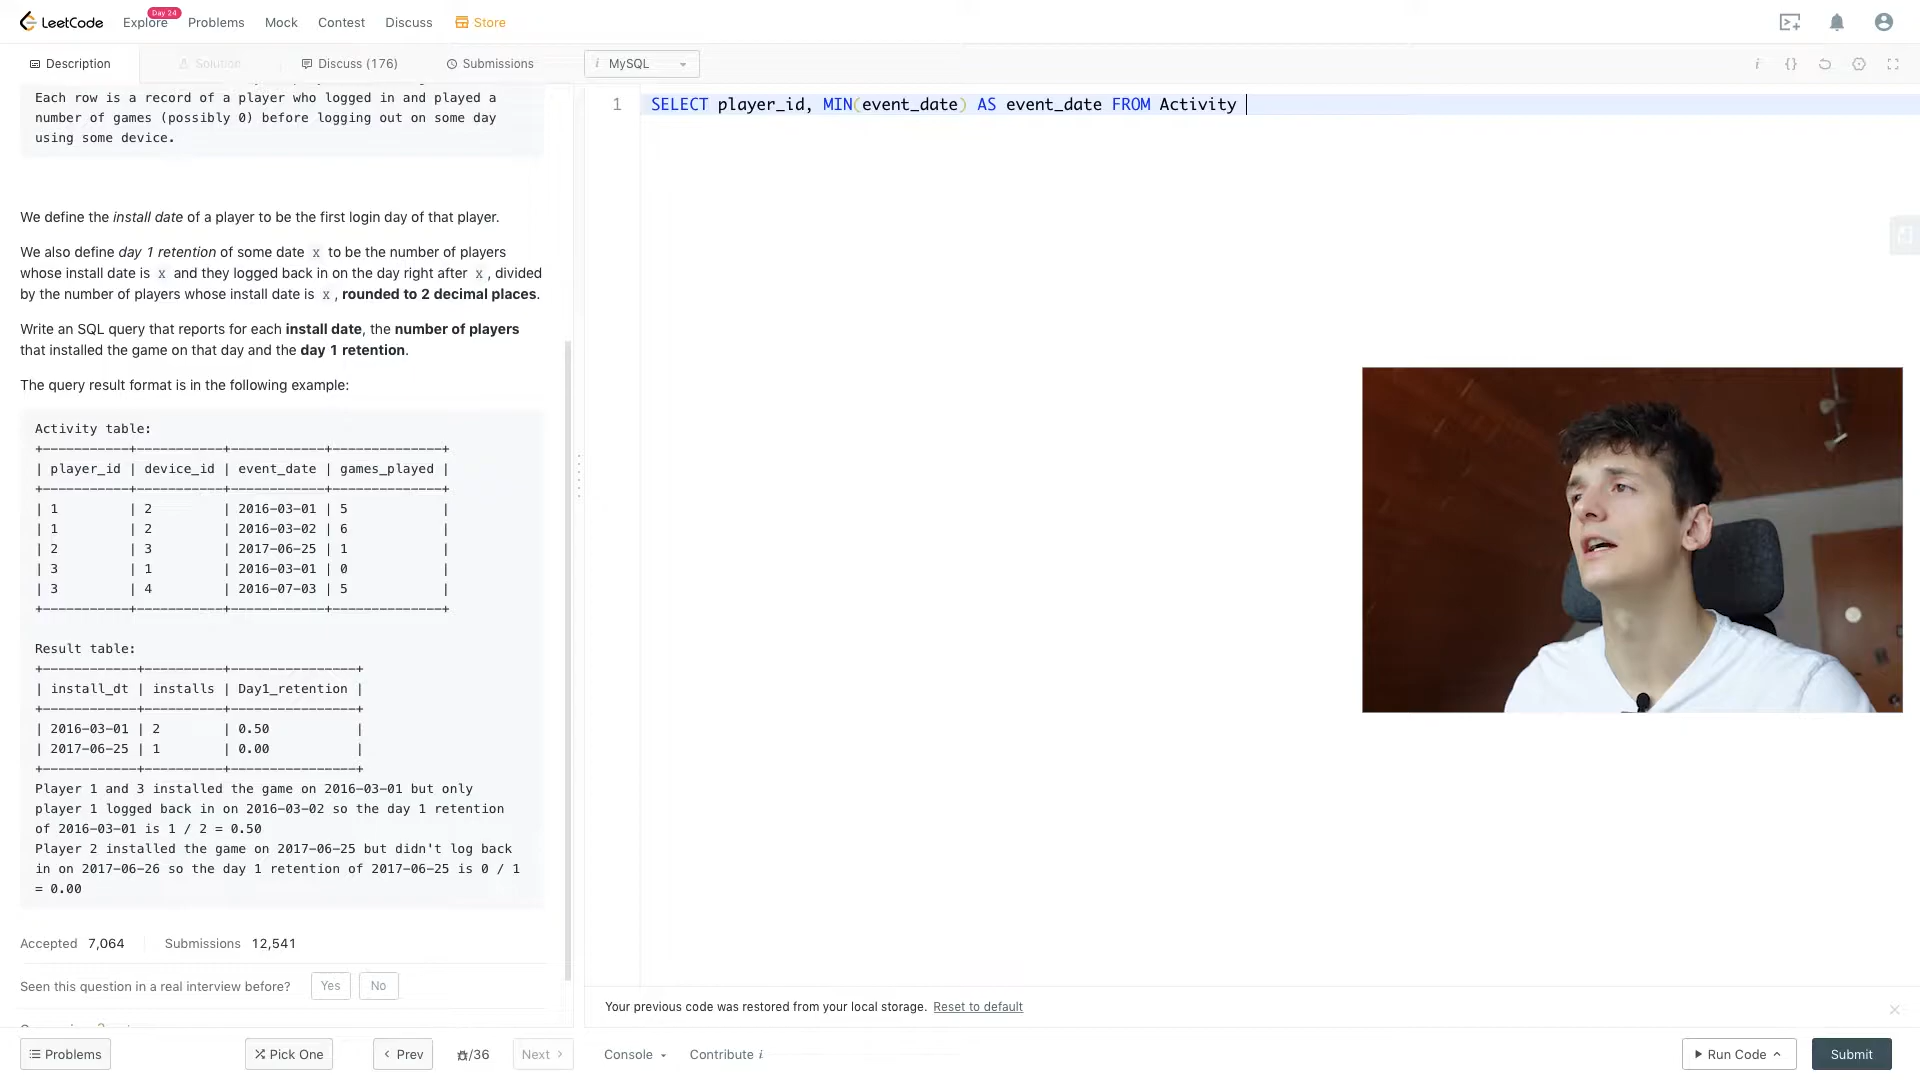 LeetCode
Explore
Day 24
Problems
Mock
Contest
Discuss
Store
Description
Solution
Discuss (176)
Submissions
i MySQL
i {}
Each row is a record of a player who logged in and played a
number of games (possibly 0) before logging out on some day
using some device.
We define the install date of a player to be the first login day of that player.
We also define day 1 retention of some date x to be the number of players
whose install date is x and they logged back in on the day right after x, divided
by the number of players whose install date is x, rounded to 2 decimal places.
Write an SQL query that reports for each install date, the number of players
that installed the game on that day and the day 1 retention.
The query result format is in the following example:
Activity table:
+-----------+-----------+------------+--------------+
| player_id | device_id | event_date | games_played |
+-----------+-----------+------------+--------------+
| 1 | 2 | 2016-03-01 | 5 |
| 1 | 2 | 2016-03-02 | 6 |
| 2 | 3 | 2017-06-25 | 1 |
| 3 | 1 | 2016-03-01 | 0 |
| 3 | 4 | 2016-07-03 | 5 |
+-----------+-----------+------------+--------------+
Result table:
+------------+----------+----------------+
| install_dt | installs | Day1_retention |
+------------+----------+----------------+
| 2016-03-01 | 2 | 0.50 |
| 2017-06-25 | 1 | 0.00 |
+------------+----------+----------------+
Player 1 and 3 installed the game on 2016-03-01 but only
player 1 logged back in on 2016-03-02 so the day 1 retention
of 2016-03-01 is 1 / 2 = 0.50
Player 2 installed the game on 2017-06-25 but didn't log back
in on 2017-06-26 so the day 1 retention of 2017-06-25 is 0 / 1
= 0.00
Accepted 7,064
Submissions 12,541
Seen this question in a real interview before? Yes No
1 SELECT player_id, MIN(event_date) AS event_date FROM Activity
Your previous code was restored from your local storage. Reset to default
Problems
Pick One
< Prev
/36
Next >
Console
Contribute i
Run Code
Submit